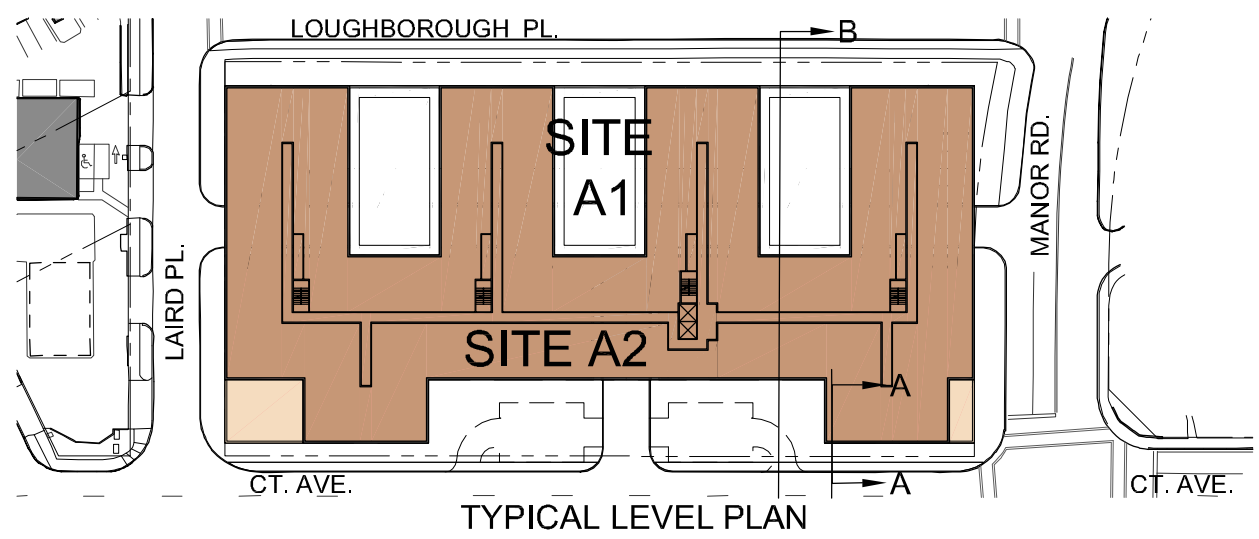 LOUGHBOROUGH PL.
B
SITE
A1
MANOR RD.
LAIRD PL.
SITE A2
A
CT. AVE.
A
CT. AVE.
TYPICAL LEVEL PLAN